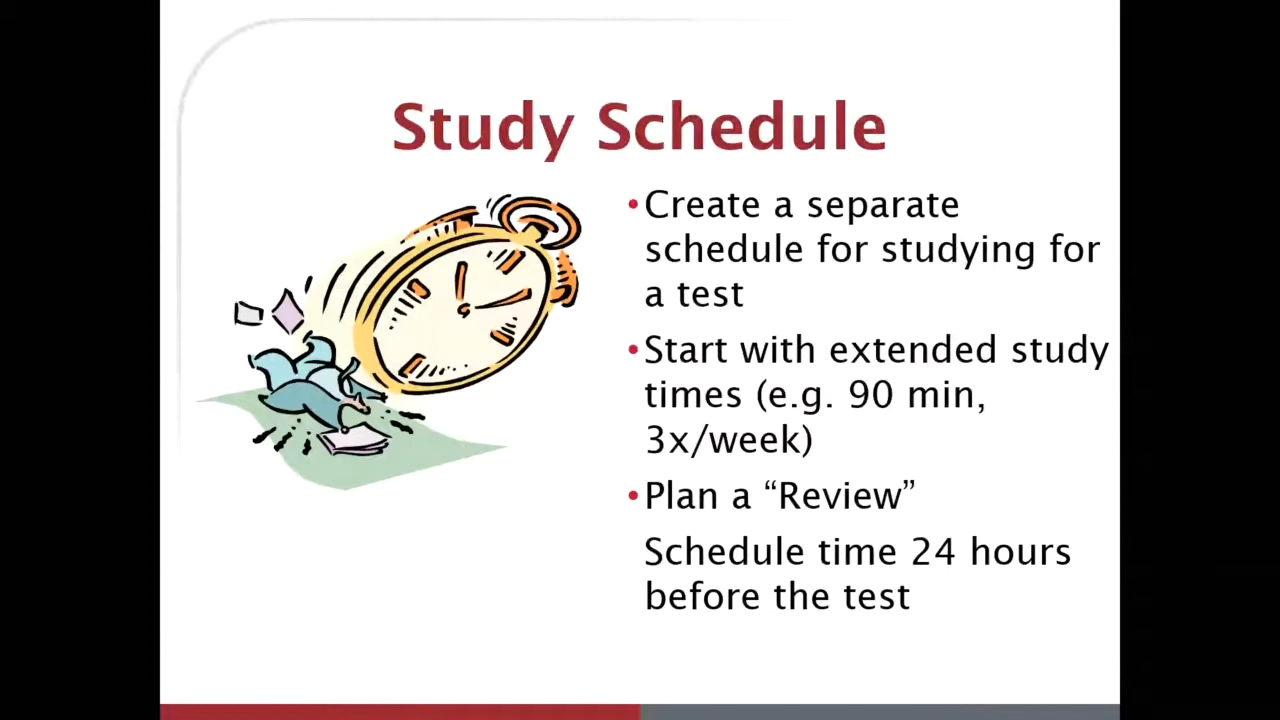 Study Schedule
•Create a separate
schedule for studying for
a test
•Start with extended study
times (e.g. 90 min,
3x/week)
•Plan a “Review”
Schedule time 24 hours
before the test